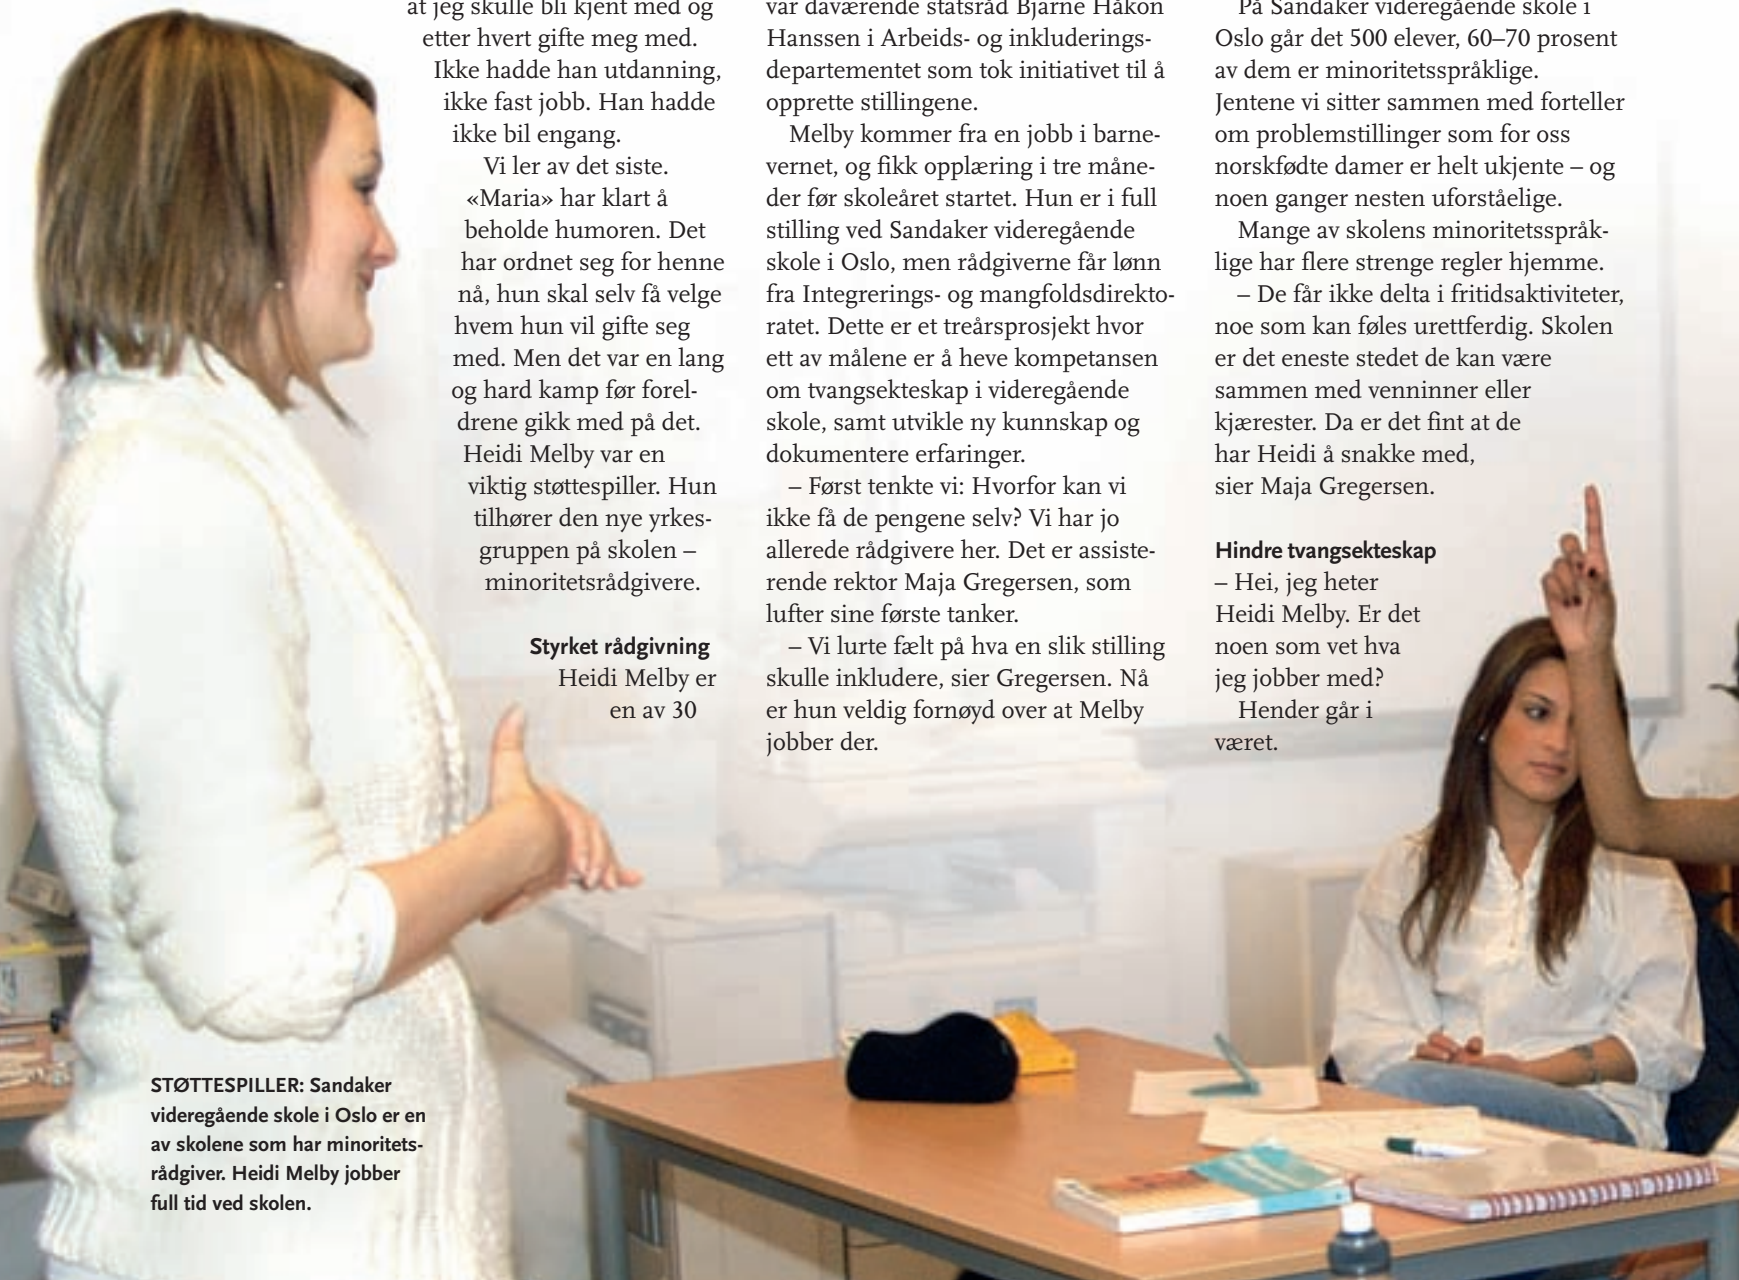 at jeg skulle bli kjent med og
etter hvert gifte meg med.
Ikke hadde han utdanning,
ikke fast jobb. Han hadde
ikke bil engang.
Vi ler av det siste.
«Maria» har klart å
beholde humoren. Det
har ordnet seg for henne
nå, hun skal selv få velge
hvem hun vil gifte seg
med. Men det var en lang
og hard kamp før forel-
drene gikk med på det.
Heidi Melby var en
viktig støttespiller. Hun
tilhører den nye yrkes-
gruppen på skolen –
minoritetsrådgivere.
Styrket rådgivning
Heidi Melby er
en av 30
var daværende statsråd Bjarne Håkon
Hanssen i Arbeids- og inkluderings-
departementet som tok initiativet til å
opprette stillingene.
Melby kommer fra en jobb i barne-
vernet, og fikk opplæring i tre måne-
der før skoleåret startet. Hun er i full
stilling ved Sandaker videregående
skole i Oslo, men rådgiverne får lønn
fra Integrerings- og mangfoldsdirekto-
ratet. Dette er et treårsprosjekt hvor
ett av målene er å heve kompetansen
om tvangsekteskap i videregående
skole, samt utvikle ny kunnskap og
dokumentere erfaringer.
– Først tenkte vi: Hvorfor kan vi
ikke få de pengene selv? Vi har jo
allerede rådgivere her. Det er assiste-
rende rektor Maja Gregersen, som
lufter sine første tanker.
– Vi lurte fælt på hva en slik stilling
skulle inkludere, sier Gregersen. Nå
er hun veldig fornøyd over at Melby
jobber der.
På Sandaker videregående skole i
Oslo går det 500 elever, 60–70 prosent
av dem er minoritetsspråklige.
Jentene vi sitter sammen med forteller
om problemstillinger som for oss
norskfødte damer er helt ukjente – og
noen ganger nesten uforståelige.
Mange av skolens minoritetsspråk-
lige har flere strenge regler hjemme.
– De får ikke delta i fritidsaktiviteter,
noe som kan føles urettferdig. Skolen
er det eneste stedet de kan være
sammen med venninner eller
kjærester. Da er det fint at de
har Heidi å snakke med,
sier Maja Gregersen.
Hindre tvangsekteskap
– Hei, jeg heter
Heidi Melby. Er det
noen som vet hva
jeg jobber med?
Hender går i
været.
STØTTESPILLER: Sandaker
videregående skole i Oslo er en
av skolene som har minoritets-
rådgiver. Heidi Melby jobber
full tid ved skolen.